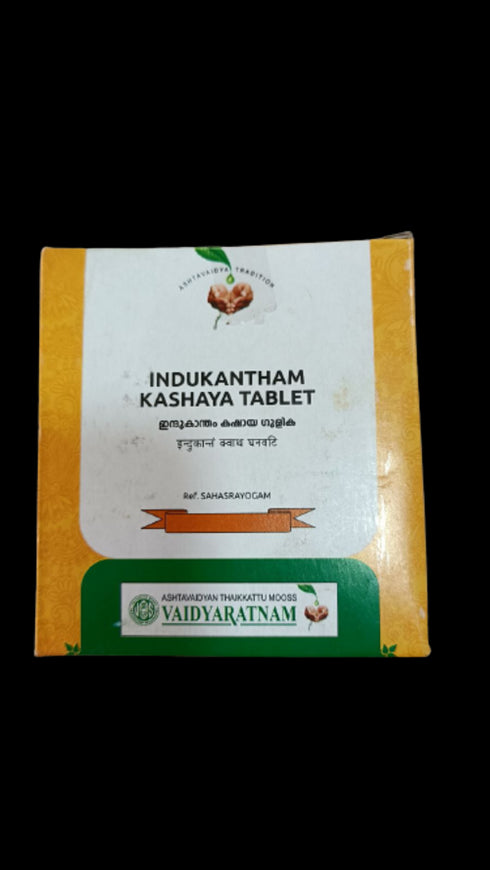 ASHTAVAIDYA TRADITION
INDUKANTHAM
KASHAYA TABLET
ഇന്ദുകാന്തം കഷായ ഗുളിക
इन्दुकान्तं क्वाथ घनवटि
Ref. SAHASRAYOGAM
ASHTAVAIDYAN THAIKKATTU MOOSS
VAIDYARATNAM